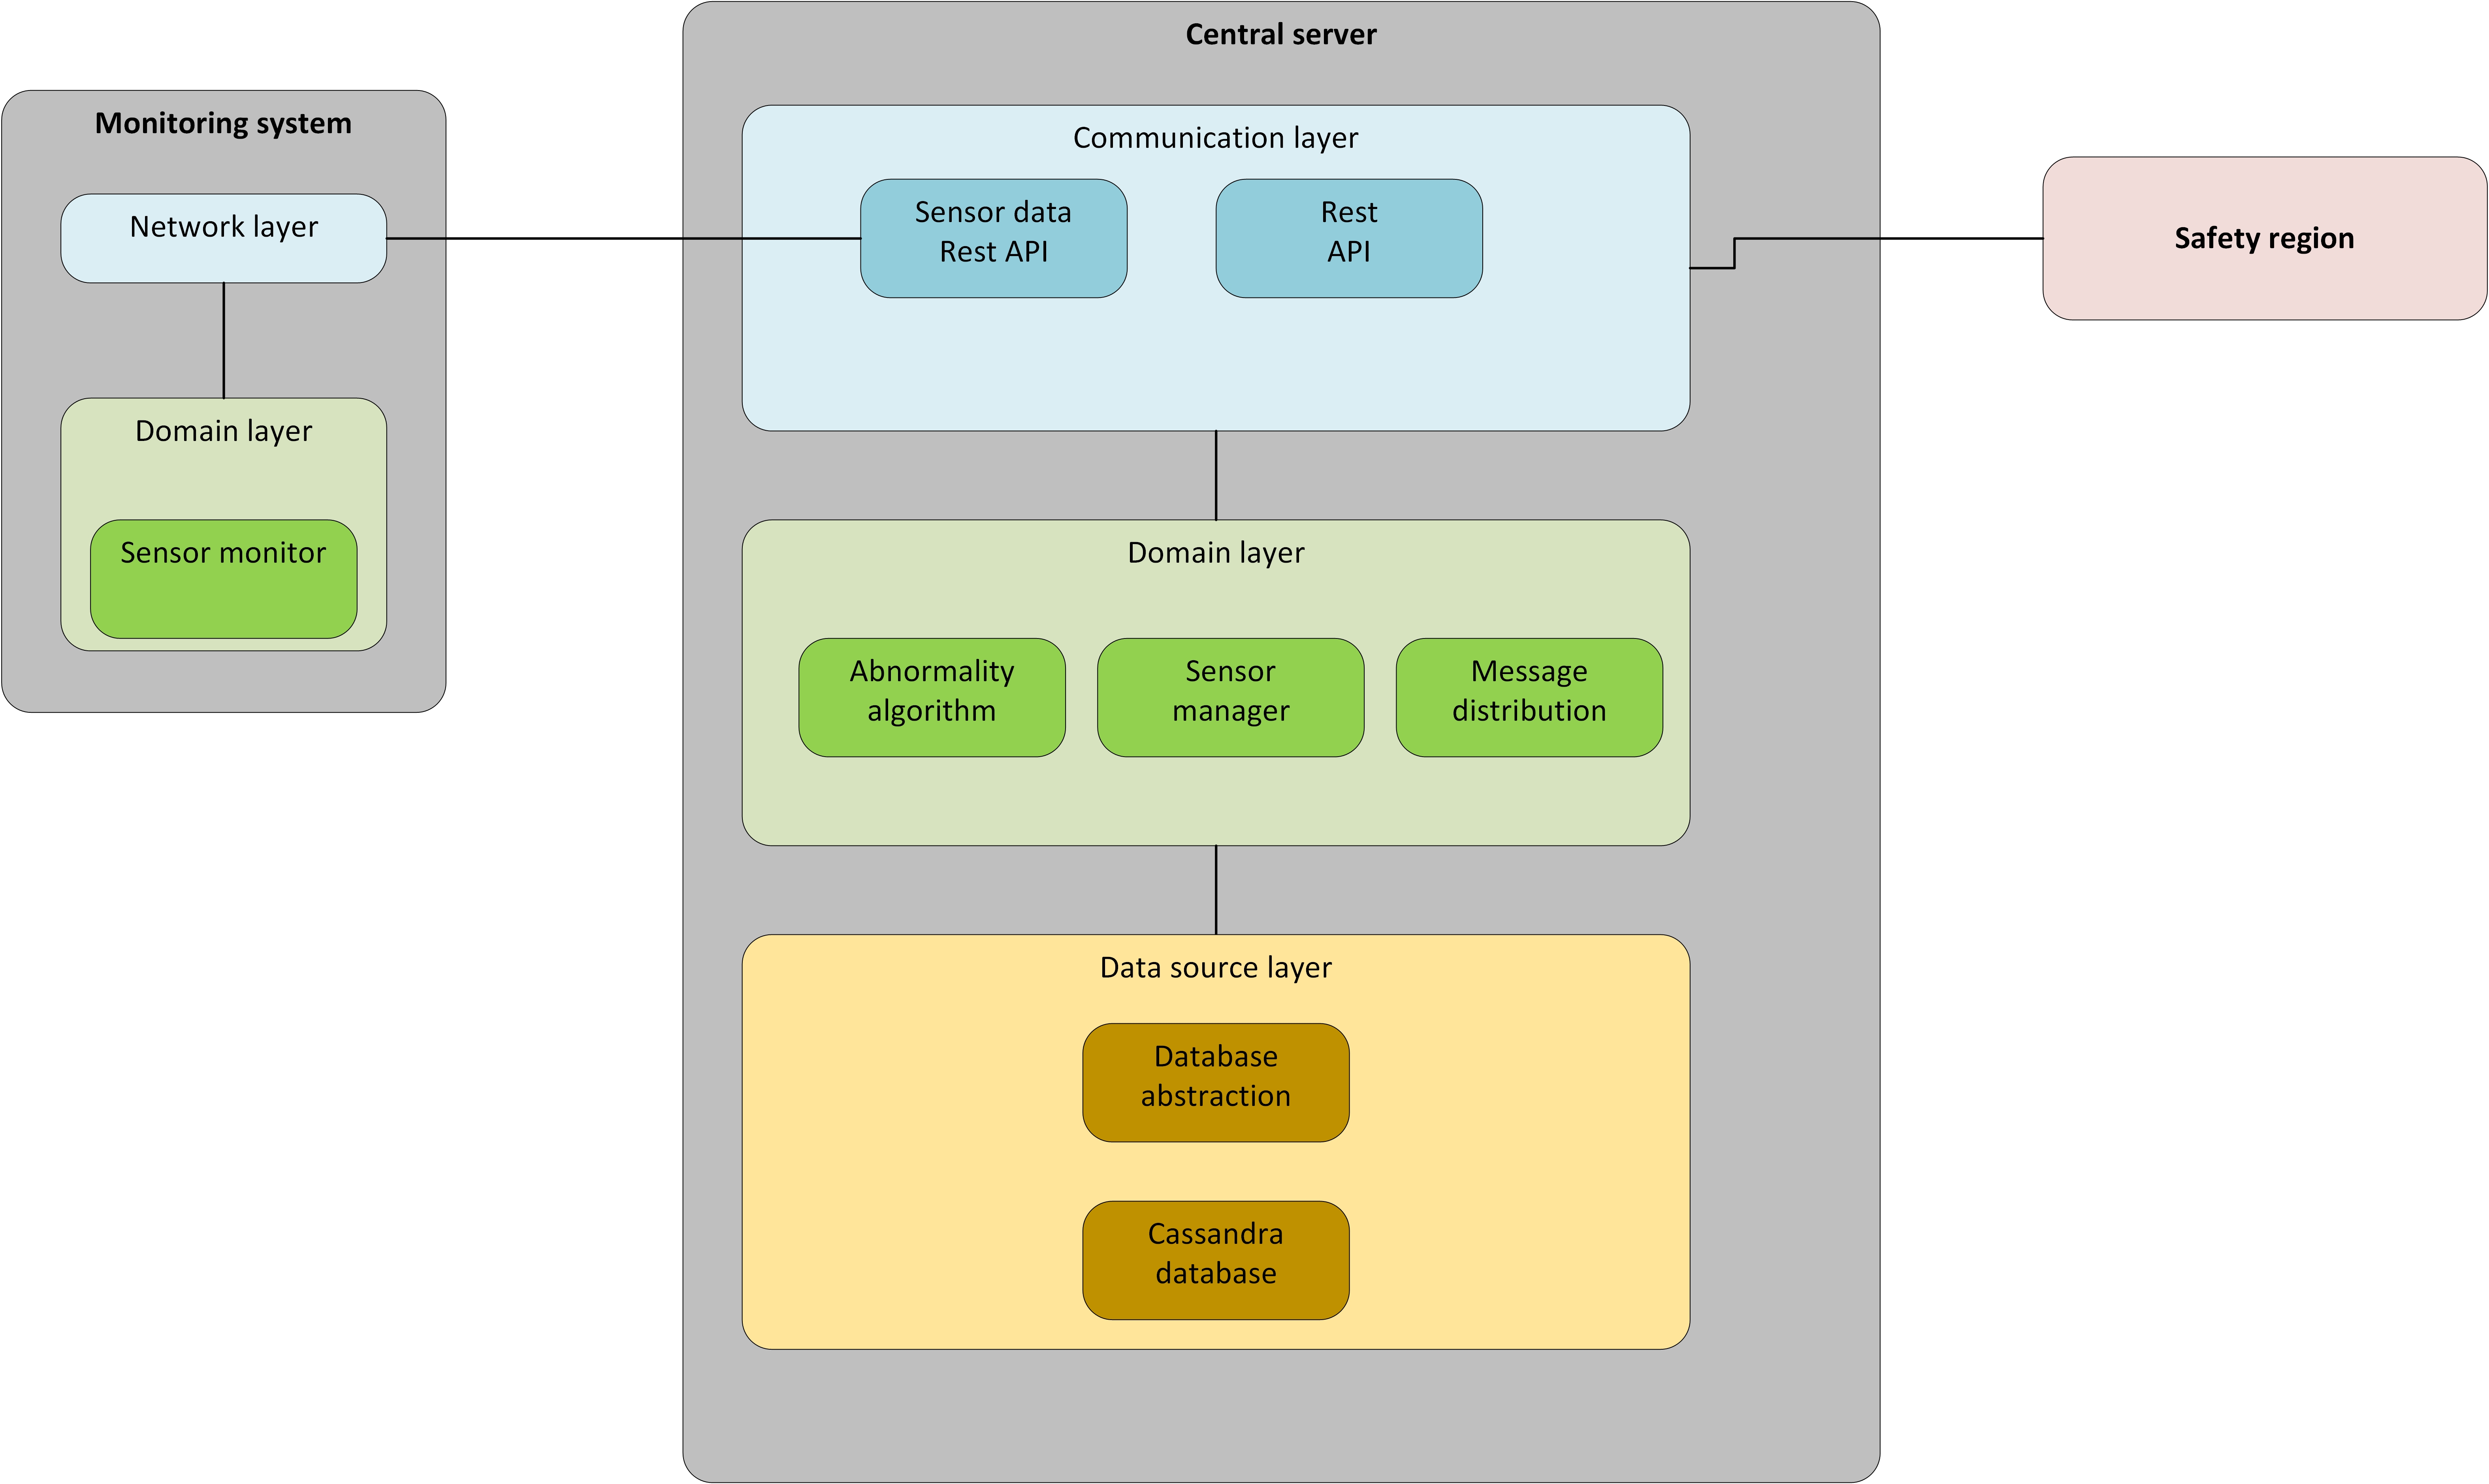 Monitoring system
Network layer
Domain layer
Sensor monitor
Central server
Communication layer
Sensor data
Rest API
Rest
API
Domain layer
Abnormality
algorithm
Sensor
manager
Message
distribution
Data source layer
Database
abstraction
Cassandra
database
Safety region